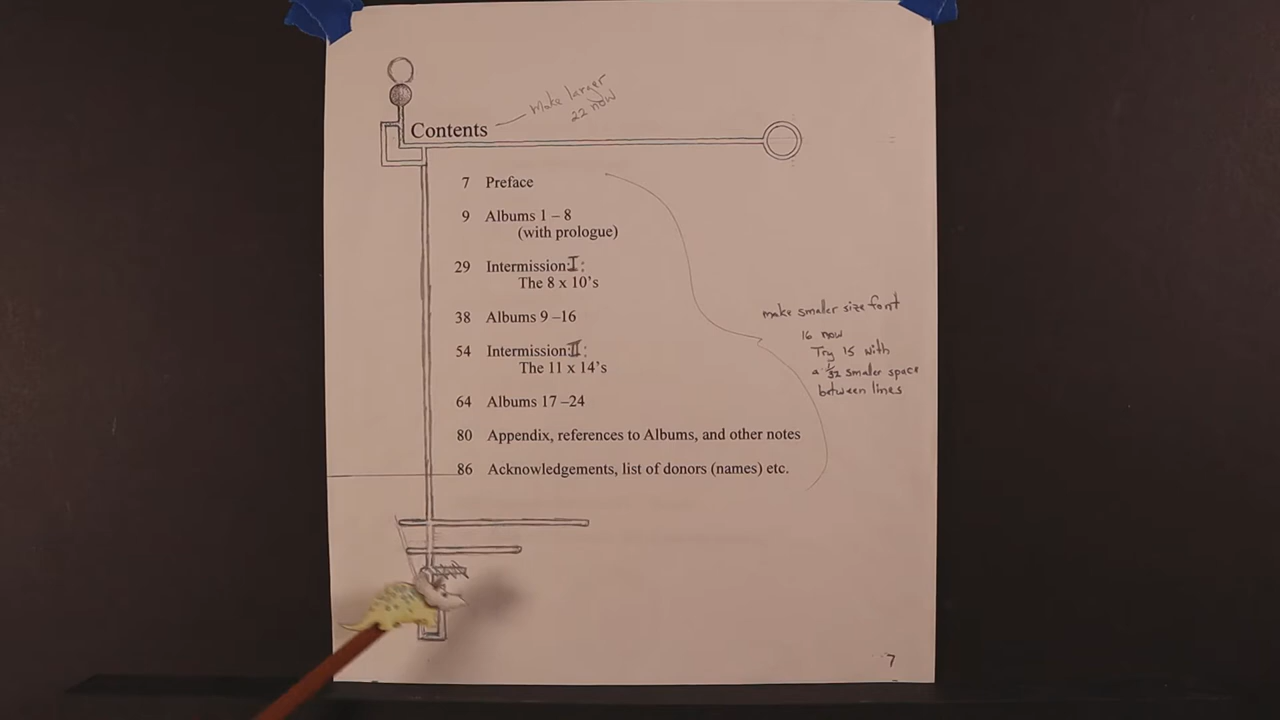 make larger
22 now
Contents
7 Preface
9 Albums 1 – 8
(with prologue)
29 Intermission I:
The 8 x 10's
38 Albums 9 –16
54 Intermission II:
The 11 x 14's
64 Albums 17 –24
80 Appendix, references to Albums, and other notes
86 Acknowledgements, list of donors (names) etc.
make smaller size font
16 now
Try 15 with
a 1/32 smaller space
between lines
7